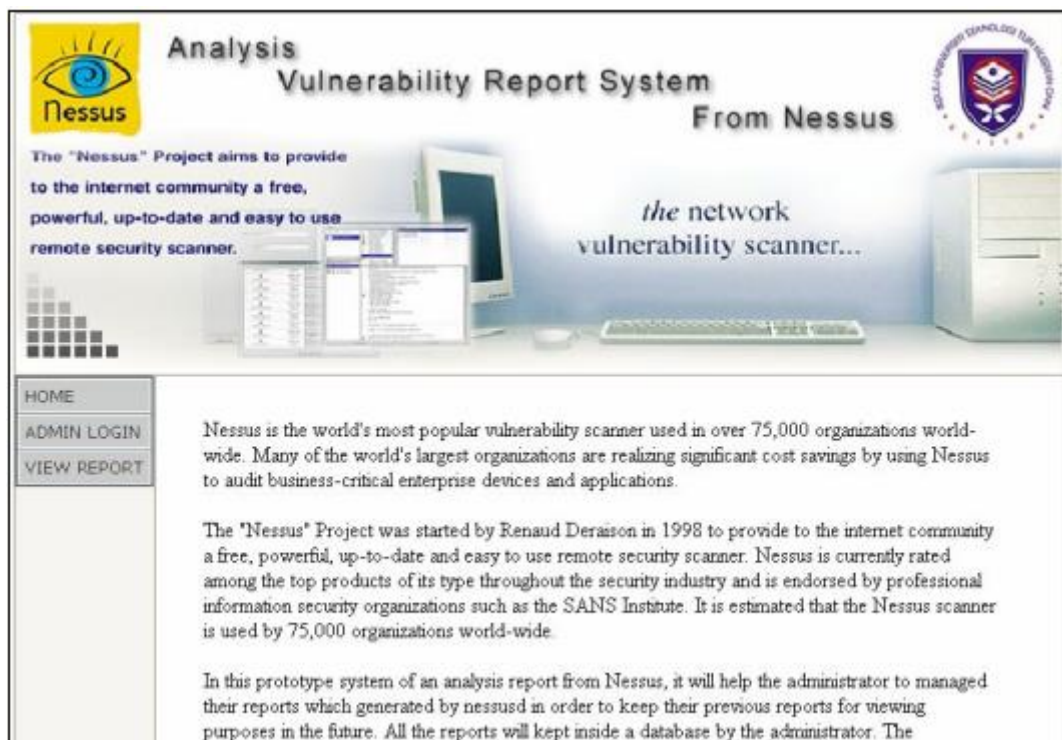 Nessus
Analysis
Vulnerability Report System
From Nessus
The "Nessus" Project aims to provide
to the internet community a free,
powerful, up-to-date and easy to use
remote security scanner.
the network
vulnerability scanner...
HOME
ADMIN LOGIN
VIEW REPORT
Nessus is the world's most popular vulnerability scanner used in over 75,000 organizations world-
wide. Many of the world's largest organizations are realizing significant cost savings by using Nessus
to audit business-critical enterprise devices and applications.
The "Nessus" Project was started by Renaud Deraison in 1998 to provide to the internet community
a free, powerful, up-to-date and easy to use remote security scanner. Nessus is currently rated
among the top products of its type throughout the security industry and is endorsed by professional
information security organizations such as the SANS Institute. It is estimated that the Nessus scanner
is used by 75,000 organizations world-wide.
In this prototype system of an analysis report from Nessus, it will help the administrator to managed
their reports which generated by nessusd in order to keep their previous reports for viewing
purposes in the future. All the reports will kept inside a database by the administrator. The